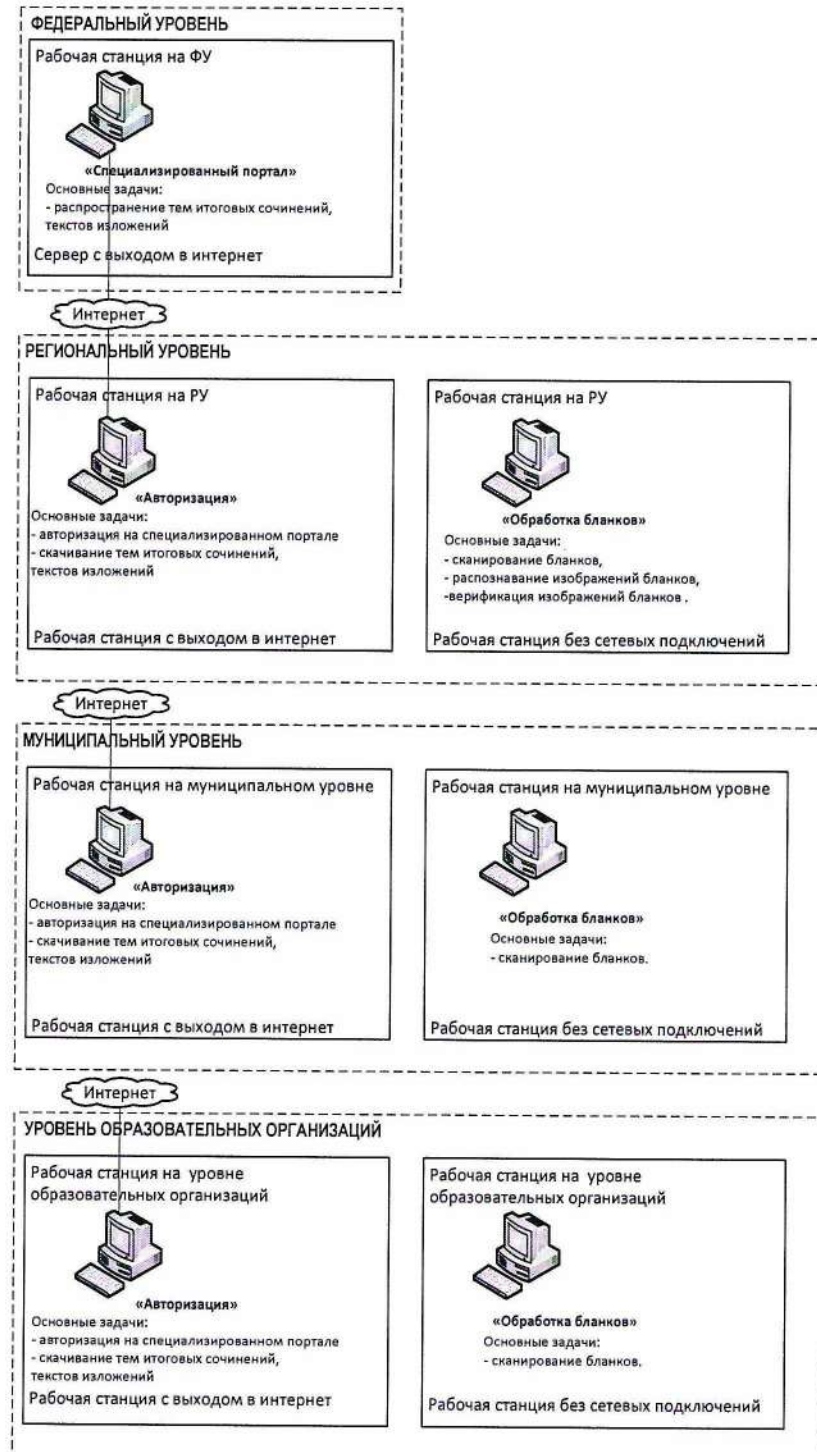 ФЕДЕРАЛЬНЫЙ УРОВЕНЬ
Рабочая станция на ФУ
«Специализированный портал»
Основные задачи:
- распространение тем итоговых сочинений,
текстов изложений
Сервер с выходом в интернет
Интернет
РЕГИОНАЛЬНЫЙ УРОВЕНЬ
Рабочая станция на РУ
«Авторизация»
Основные задачи:
- авторизация на специализированном портале
- скачивание тем итоговых сочинений,
текстов изложений
Рабочая станция с выходом в интернет
Рабочая станция на РУ
«Обработка бланков»
Основные задачи:
- сканирование бланков,
- распознавание изображений бланков,
-верификация изображений бланков .
Рабочая станция без сетевых подключений
Интернет
МУНИЦИПАЛЬНЫЙ УРОВЕНЬ
Рабочая станция на муниципальном уровне
«Авторизация»
Основные задачи:
- авторизация на специализированном портале
- скачивание тем итоговых сочинений,
текстов изложений
Рабочая станция с выходом в интернет
Рабочая станция на муниципальном уровне
«Обработка бланков»
Основные задачи:
- сканирование бланков.
Рабочая станция без сетевых подключений
Интернет
УРОВЕНЬ ОБРАЗОВАТЕЛЬНЫХ ОРГАНИЗАЦИЙ
Рабочая станция на уровне
образовательных организаций
«Авторизация»
Основные задачи:
- авторизация на специализированном портале
- скачивание тем итоговых сочинений,
текстов изложений
Рабочая станция с выходом в интернет
Рабочая станция на уровне
образовательных организаций
«Обработка бланков»
Основные задачи:
- сканирование бланков.
Рабочая станция без сетевых подключений